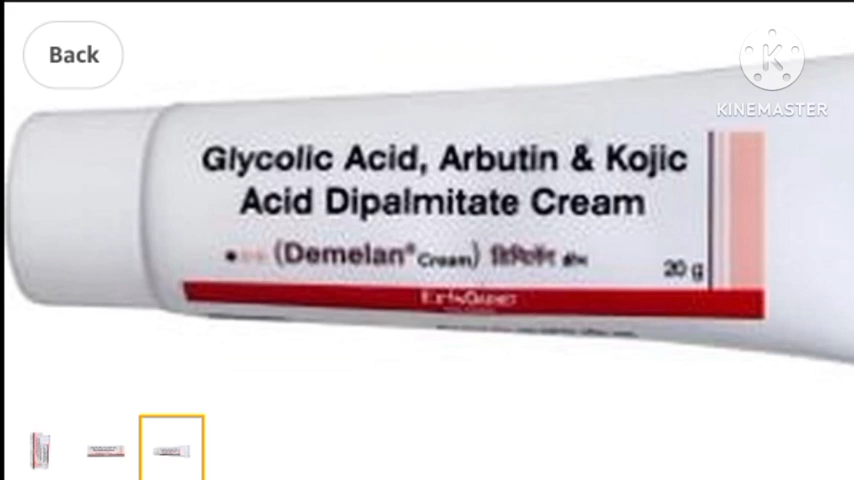 Back
KINEMASTER
Glycolic Acid, Arbutin & Kojic
Acid Dipalmitate Cream
(Demelan® Cream)
20 g